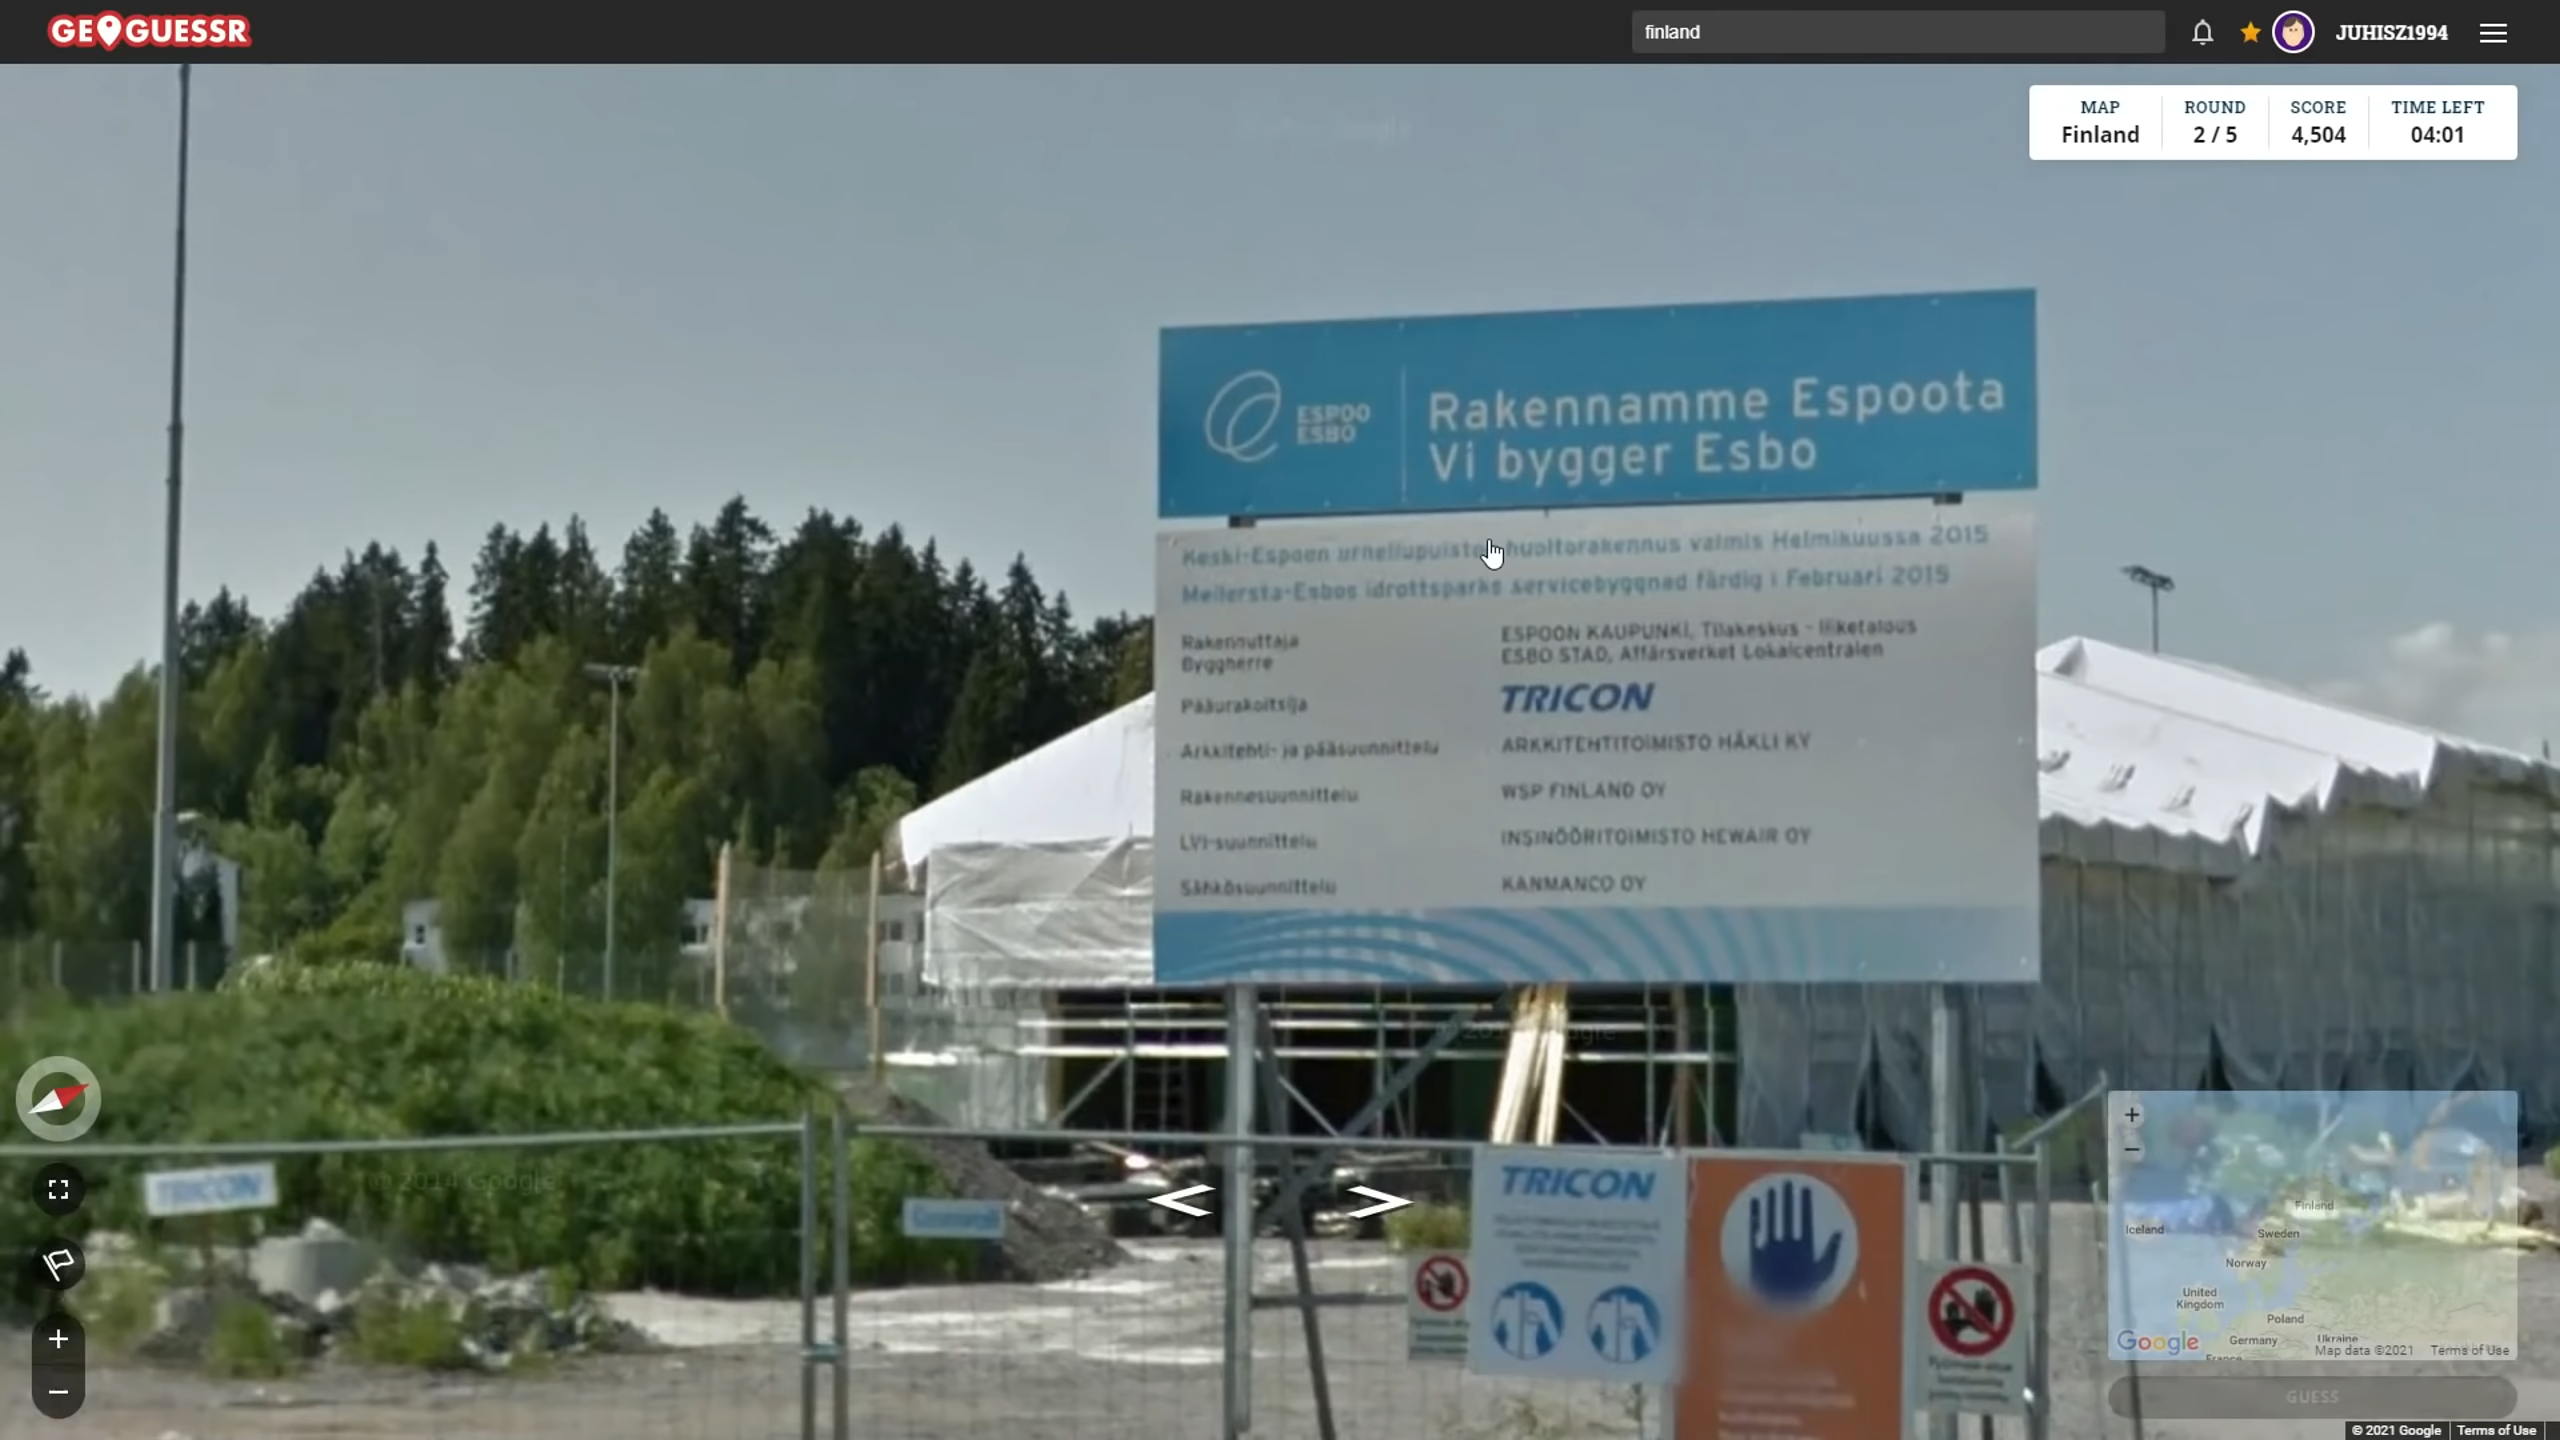 GEOGUESSR
finland
JUHISZ1994
MAP
Finland
ROUND
2 / 5
SCORE
4,504
TIME LEFT
04:01
ESPOO
ESBO
Rakennamme Espoota
Vi bygger Esbo
Keski-Espoon urheilupuisto huoltorakennus valmis Helmikuussa 2015
Mellersta-Esbos idrottsparks servicebyggnad färdig i Februari 2015
Rakennuttaja
Byggherre
ESPOON KAUPUNKI, Tilakeskus - liiketalous
ESBO STAD, Affärsverket Lokalcentralen
Pääurakoitsija
TRICON
Arkkitehti- ja pääsuunnittelu
ARKKITEHTITOIMISTO HÄKLI KY
Rakennesuunnittelu
WSP FINLAND OY
LVI-suunnittelu
INSINÖÖRITOIMISTO HEWAIR OY
Sähkösuunnittelu
KANMANCO OY
TRICON
© 2014 Google
TRICON
Iceland
Finland
Sweden
Norway
United
Kingdom
Poland
Germany
Ukraine
France
Google
Map data ©2021
Terms of Use
GUESS
© 2021 Google
Terms of Use